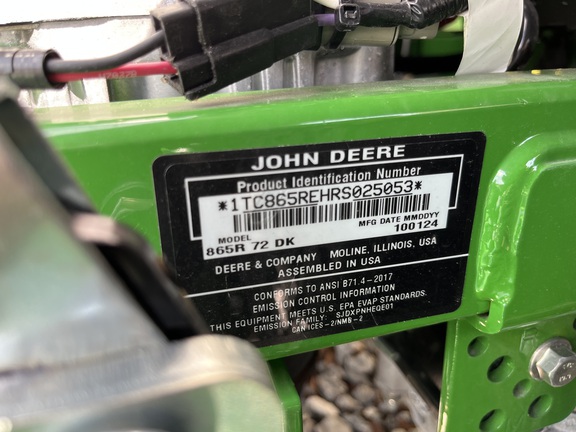 JOHN DEERE
Product Identification Number
*1TC865REHRS025053*
MODEL MFG DATE MMDDYY
865R 72 DK 100124
DEERE & COMPANY MOLINE, ILLINOIS, USA
ASSEMBLED IN USA
CONFORMS TO ANSI B71.4-2017
EMISSION CONTROL INFORMATION
THIS EQUIPMENT MEETS U.S. EPA EVAP STANDARDS.
EMISSION FAMILY: SJDXPNHEQE01
CAN ICES-2/NMB-2